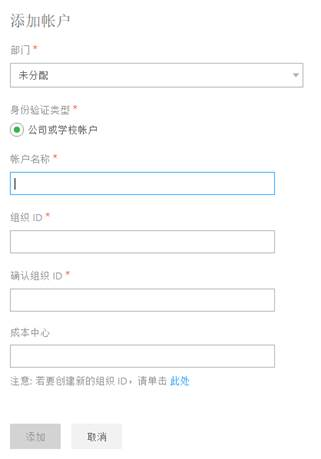 添加帐户
部门 *
未分配
身份验证类型 *
公司或学校帐户
帐户名称 *
组织 ID *
确认组织 ID *
成本中心
注意: 若要创建新的组织 ID，请单击 此处
添加 取消